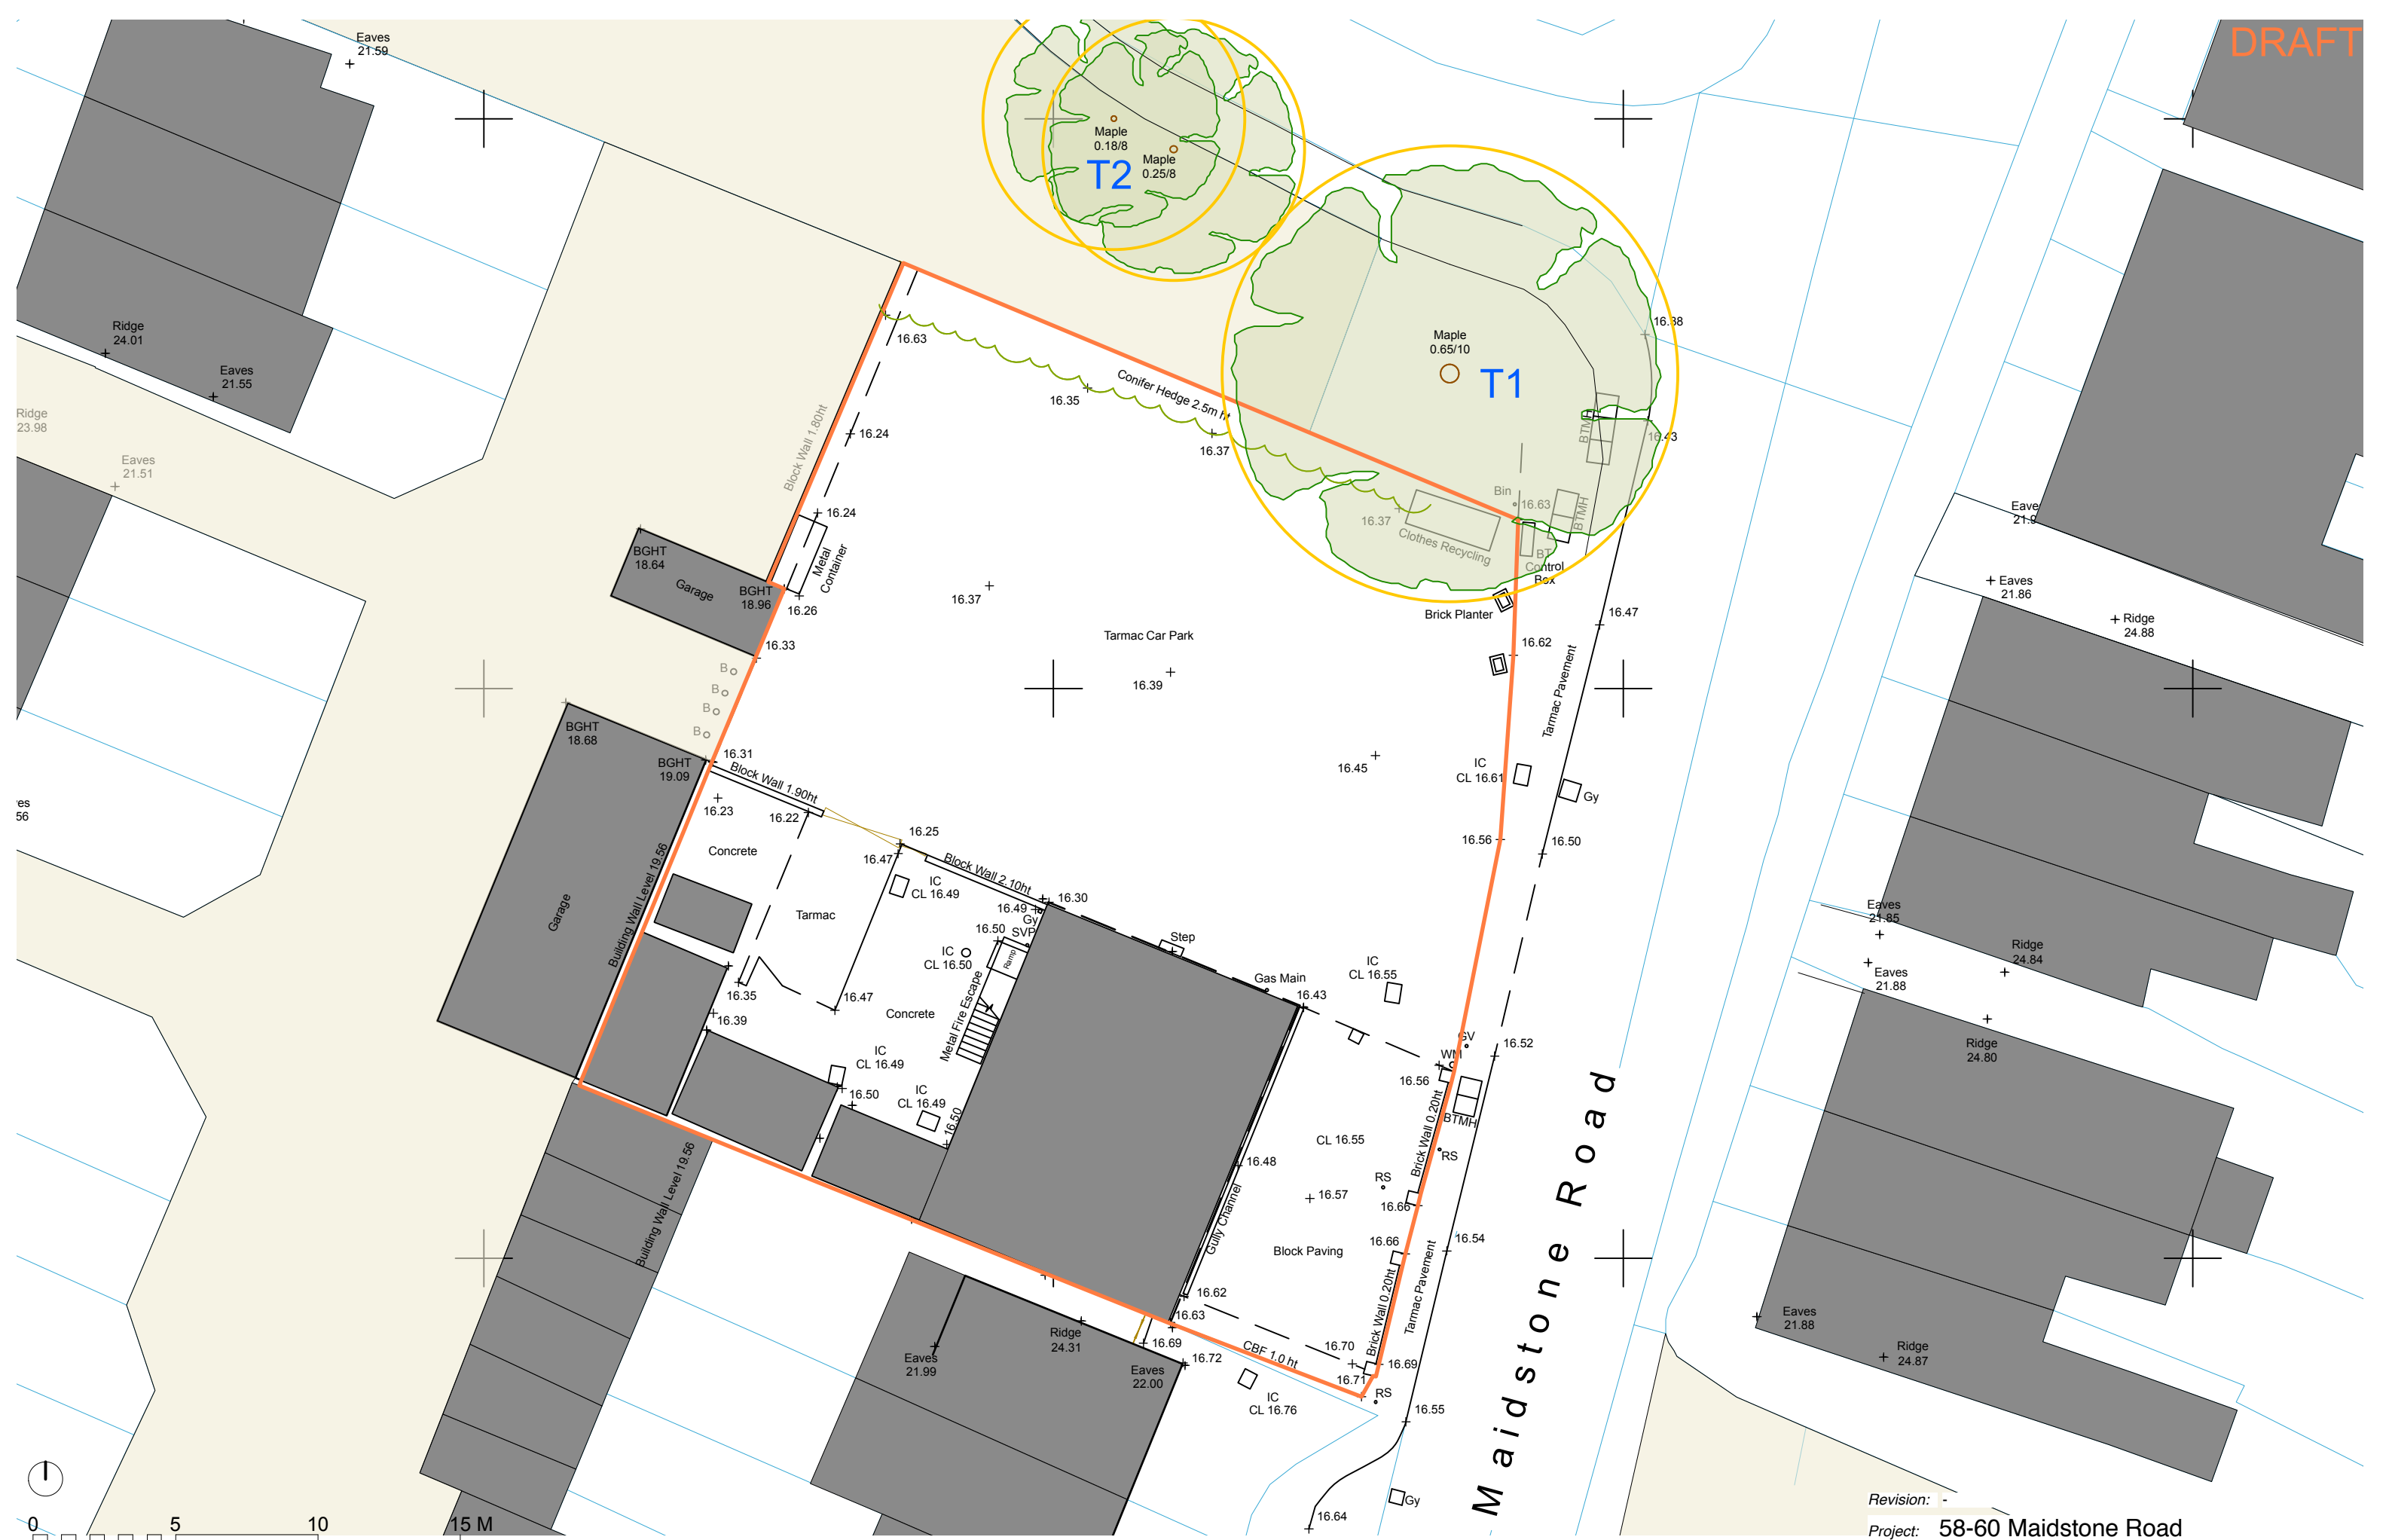 DRAFT
Eaves
21.59
Maple
0.18/8
Maple
0.25/8
T2
Ridge
24.01
Eaves
21.55
Ridge
23.98
Eaves
21.51
16.63
16.35
Conifer Hedge 2.5m ht
16.37
Block Wall 1.80ht
16.24
16.24
Metal
Container
Maple
0.65/10
T1
16.38
16.43
BTMH
Bin
16.63
16.37
Clothes Recycling
BTMH
BT
Control
Box
Brick Planter
BGHT
18.64
Garage
BGHT
18.96
16.26
16.33
16.37
Tarmac Car Park
16.39
16.47
16.62
Tarmac Pavement
Eaves
21.9
Eaves
21.86
Ridge
24.88
B
B
B
B
BGHT
18.68
BGHT
19.09
16.31
Block Wall 1.90ht
16.23
16.22
16.45
IC
CL 16.61
Gy
16.56
16.50
es
56
Concrete
16.25
16.47
Block Wall 2.10ht
IC
CL 16.49
16.30
16.49
Gy
SVP
16.50
Ramp
Tarmac
Garage
Building Wall Level 19.56
IC
CL 16.50
Step
Gas Main
16.43
IC
CL 16.55
Eaves
21.85
Ridge
24.84
Eaves
21.88
16.35
16.39
16.47
Concrete
Metal Fire Escape
GV
WM
16.52
16.56
BTMH
Ridge
24.80
IC
CL 16.49
16.50
IC
CL 16.49
16.50
Brick Wall 0.20ht
CL 16.55
RS
RS
16.48
16.57
16.66
Building Wall Level 19.56
Gully Channel
Block Paving
16.66
16.54
Brick Wall 0.20ht
Tarmac Pavement
Maidstone Road
16.62
16.63
16.69
16.72
Ridge
24.31
Eaves
21.99
Eaves
22.00
CBF 1.0 ht
16.70
16.69
16.71
RS
IC
CL 16.76
16.55
Gy
16.64
Eaves
21.88
Ridge
24.87
0 5 10 15 M
Revision: -
Project: 58-60 Maidstone Road